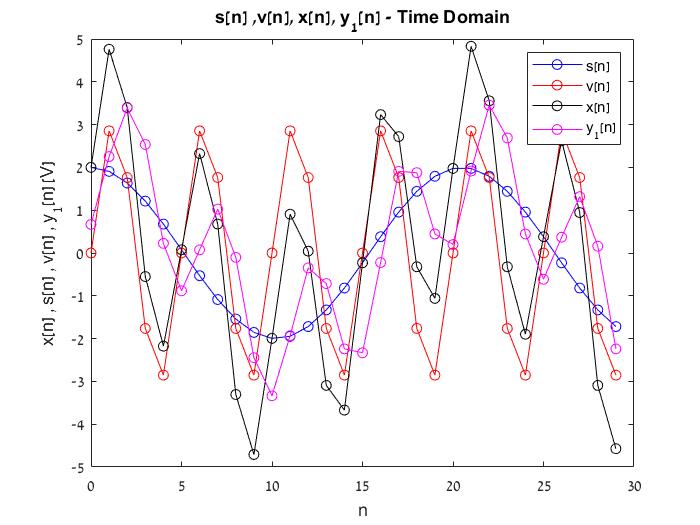 s[n] ,v[n], x[n], y1[n] - Time Domain
x[n] , s[n] , v[n] , y1[n] [V]
5
4
3
2
1
0
-1
-2
-3
-4
-5
0 5 10 15 20 25 30
n
s[n]
v[n]
x[n]
y1[n]